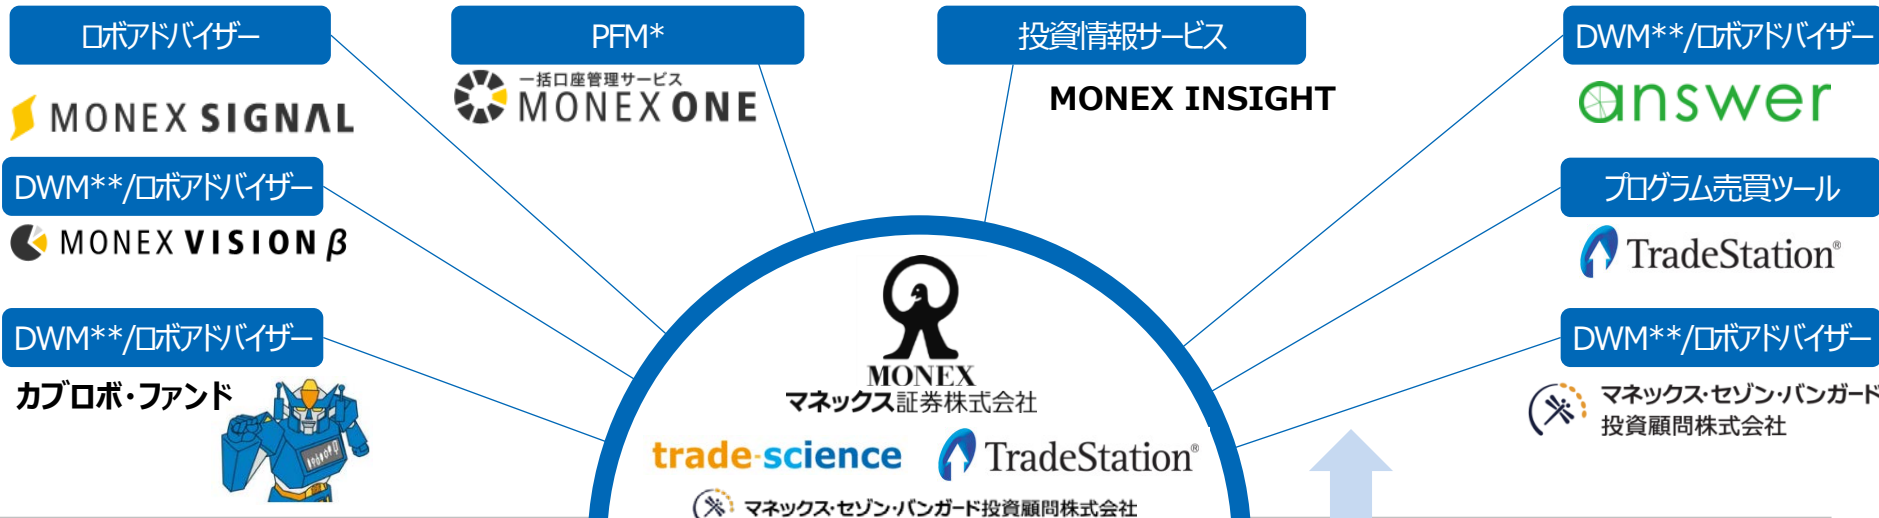 ロボアドバイザー
MONEX SIGNAL
DWM**/ロボアドバイザー
MONEX VISION β
DWM**/ロボアドバイザー
カブロボ・ファンド
PFM*
一括口座管理サービス
MONEX ONE
投資情報サービス
MONEX INSIGHT
DWM**/ロボアドバイザー
answer
プログラム売買ツール
TradeStation®
DWM**/ロボアドバイザー
マネックス・セゾン・バンガード
投資顧問株式会社
MONEX
マネックス証券株式会社
trade-science
TradeStation®
マネックス・セゾン・バンガード投資顧問株式会社